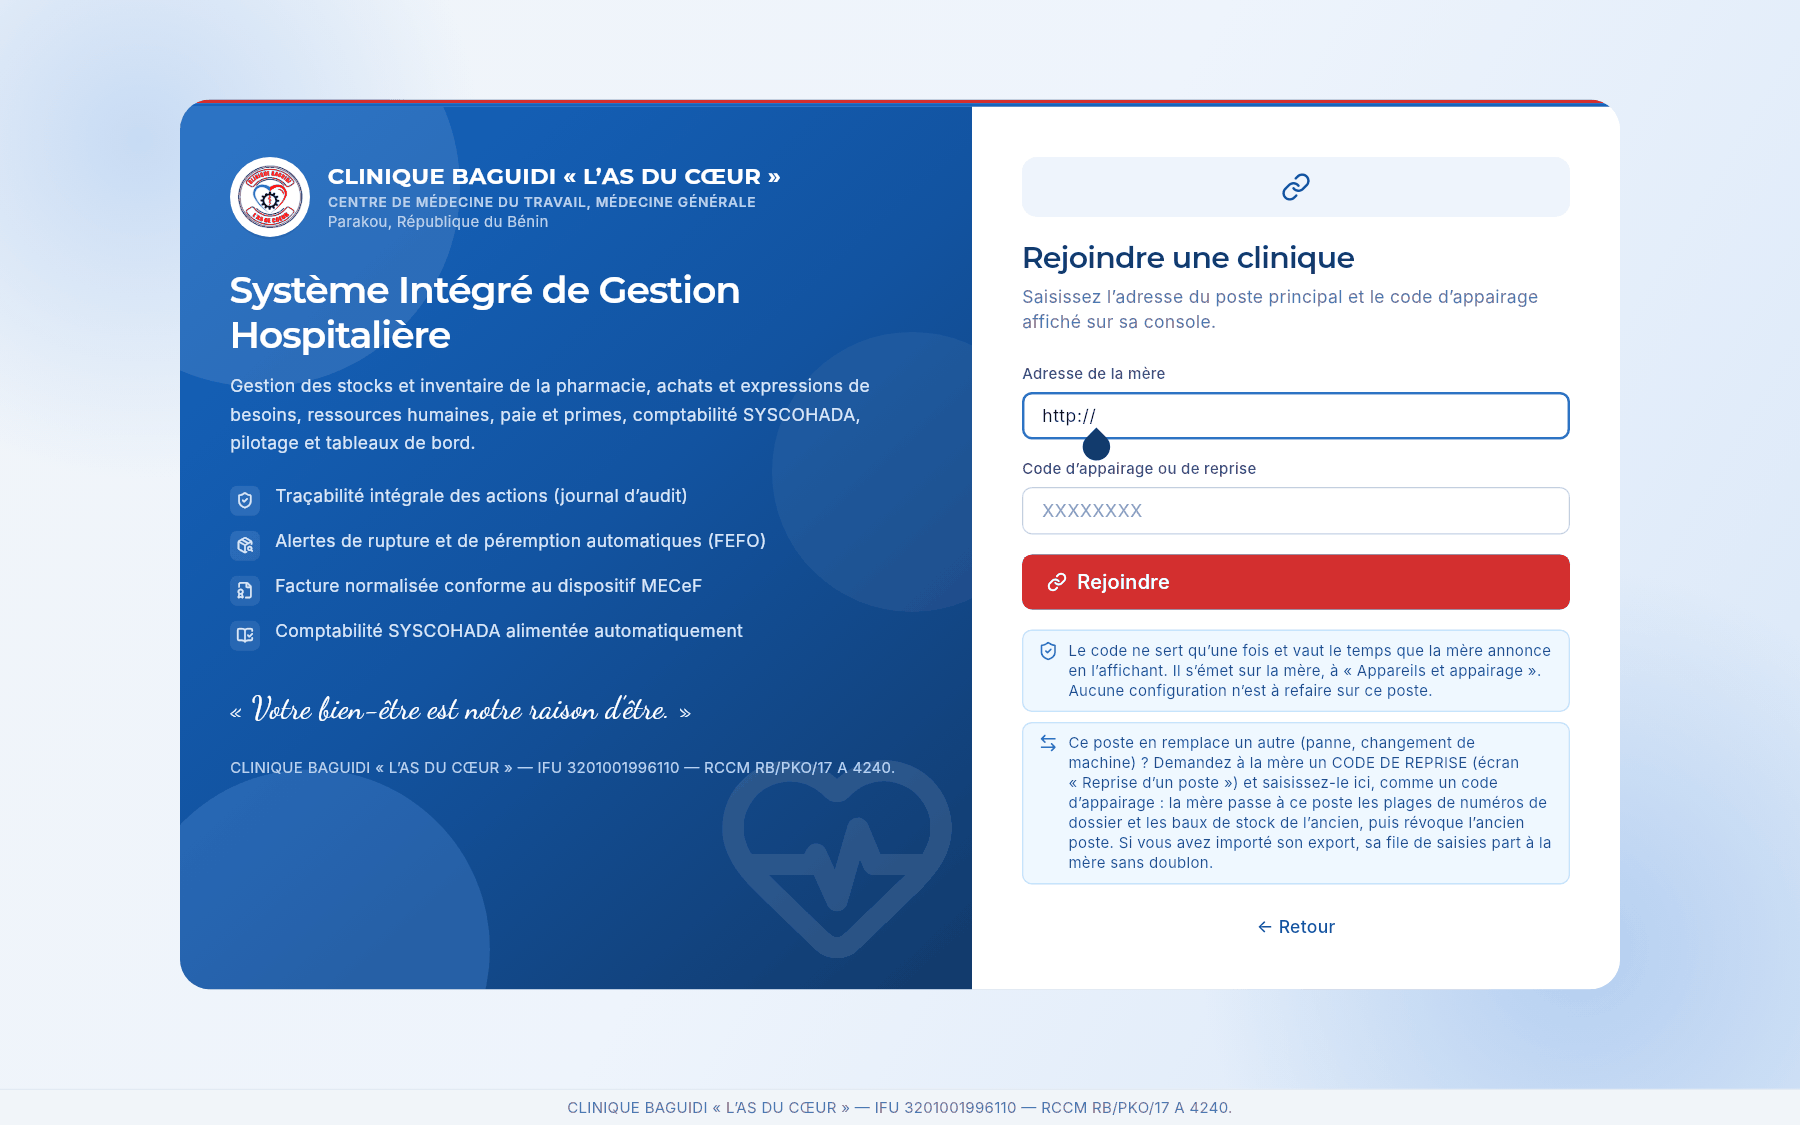 CLINIQUE BAGUIDI
L'AS DE COEUR
CLINIQUE BAGUIDI « L’AS DU CŒUR »
CENTRE DE MÉDECINE DU TRAVAIL, MÉDECINE GÉNÉRALE
Parakou, République du Bénin
Système Intégré de Gestion
Hospitalière
Gestion des stocks et inventaire de la pharmacie, achats et expressions de
besoins, ressources humaines, paie et primes, comptabilité SYSCOHADA,
pilotage et tableaux de bord.
Traçabilité intégrale des actions (journal d’audit)
Alertes de rupture et de péremption automatiques (FEFO)
Facture normalisée conforme au dispositif MECeF
Comptabilité SYSCOHADA alimentée automatiquement
« Votre bien-être est notre raison d’être. »
CLINIQUE BAGUIDI « L’AS DU CŒUR » — IFU 3201001996110 — RCCM RB/PKO/17 A 4240.
Rejoindre une clinique
Saisissez l’adresse du poste principal et le code d’appairage
affiché sur sa console.
Adresse de la mère
http://
Code d’appairage ou de reprise
XXXXXXXX
Rejoindre
Le code ne sert qu’une fois et vaut le temps que la mère annonce
en l’affichant. Il s’émet sur la mère, à « Appareils et appairage ».
Aucune configuration n’est à refaire sur ce poste.
Ce poste en remplace un autre (panne, changement de
machine) ? Demandez à la mère un CODE DE REPRISE (écran
« Reprise d’un poste ») et saisissez-le ici, comme un code
d’appairage : la mère passe à ce poste les plages de numéros de
dossier et les baux de stock de l’ancien, puis révoque l’ancien
poste. Si vous avez importé son export, sa file de saisies part à la
mère sans doublon.
← Retour
CLINIQUE BAGUIDI « L’AS DU CŒUR » — IFU 3201001996110 — RCCM RB/PKO/17 A 4240.